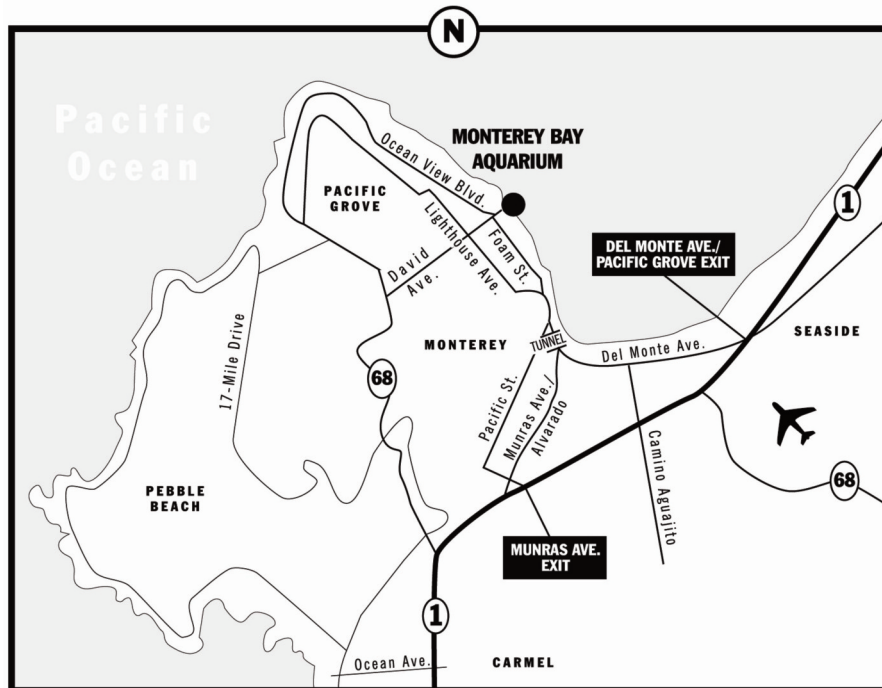 N
Pacific
Ocean
MONTEREY BAY
AQUARIUM
Ocean View Blvd.
PACIFIC
GROVE
Lighthouse Ave.
Foam St.
David
Ave.
1
DEL MONTE AVE./
PACIFIC GROVE EXIT
SEASIDE
MONTEREY
TUNNEL
Del Monte Ave.
17-Mile Drive
68
Pacific St.
Munras Ave./
Alvarado
Camino Aguajito
68
PEBBLE
BEACH
MUNRAS AVE.
EXIT
1
Ocean Ave.
CARMEL